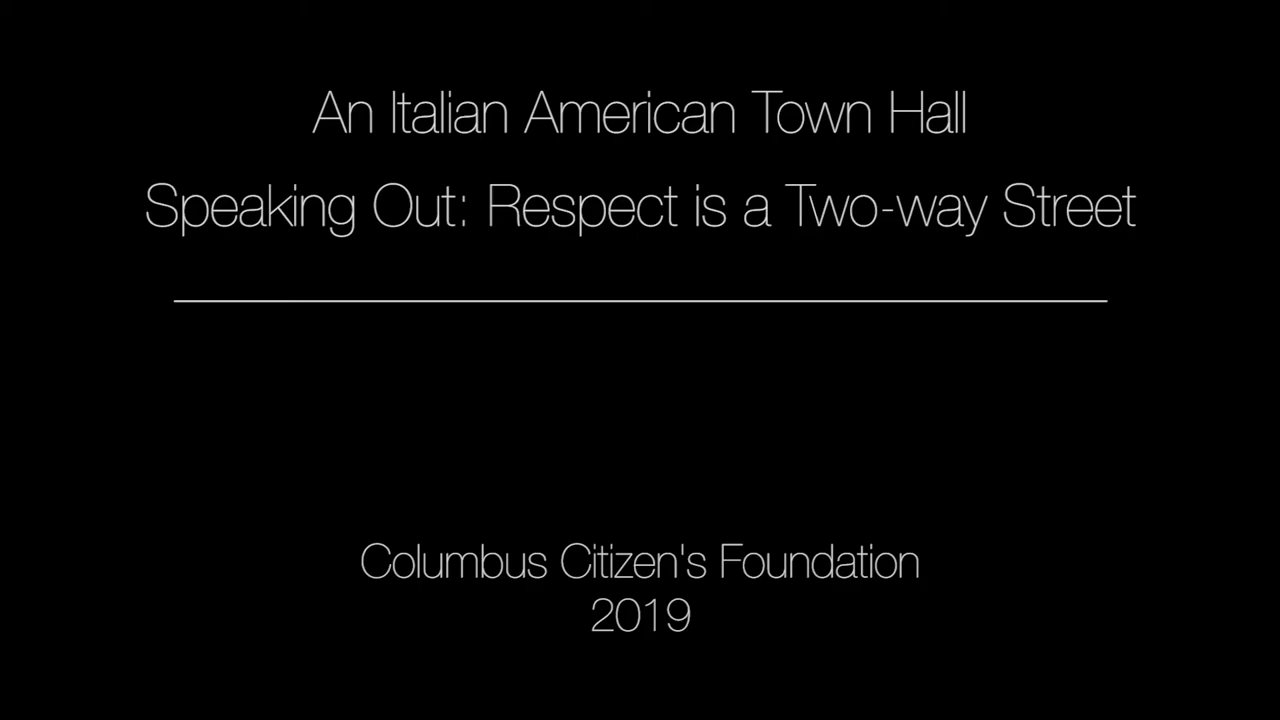 An Italian American Town Hall
Speaking Out: Respect is a Two-way Street
Columbus Citizen's Foundation
2019